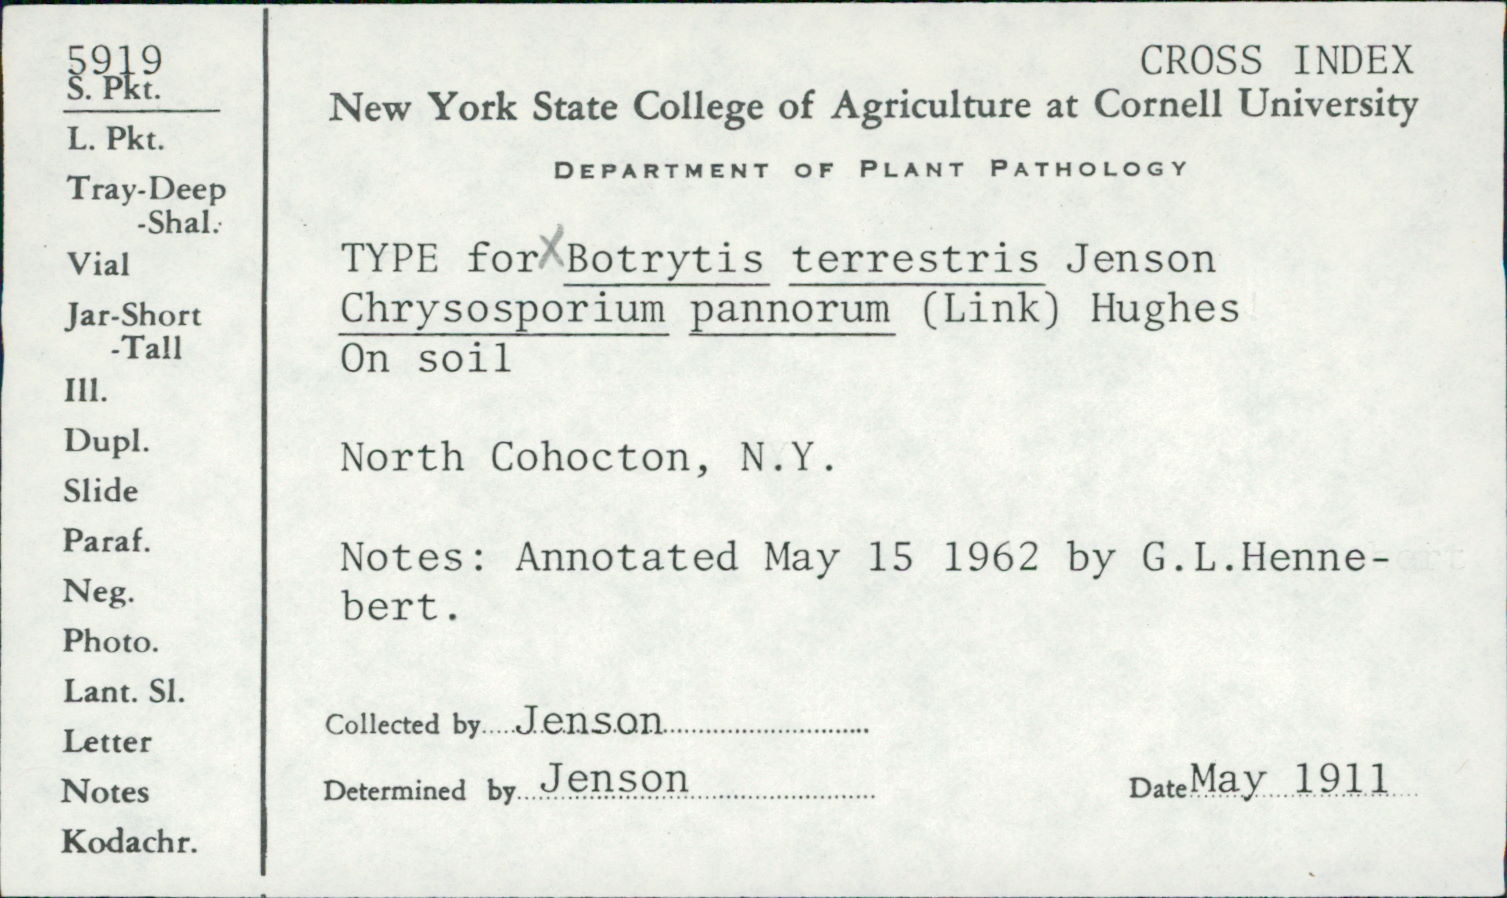 5919
S. Pkt.
L. Pkt.
Tray-Deep
-Shal.
Vial
Jar-Short
-Tall
Ill.
Dupl.
Slide
Paraf.
Neg.
Photo.
Lant. Sl.
Letter
Notes
Kodachr.
CROSS INDEX
New York State College of Agriculture at Cornell University
DEPARTMENT OF PLANT PATHOLOGY
TYPE for X Botrytis terrestris Jenson
Chrysosporium pannorum (Link) Hughes
On soil
North Cohocton, N.Y.
Notes: Annotated May 15 1962 by G.L.Henne-
bert.
Collected by Jenson
Determined by Jenson
Date May 1911